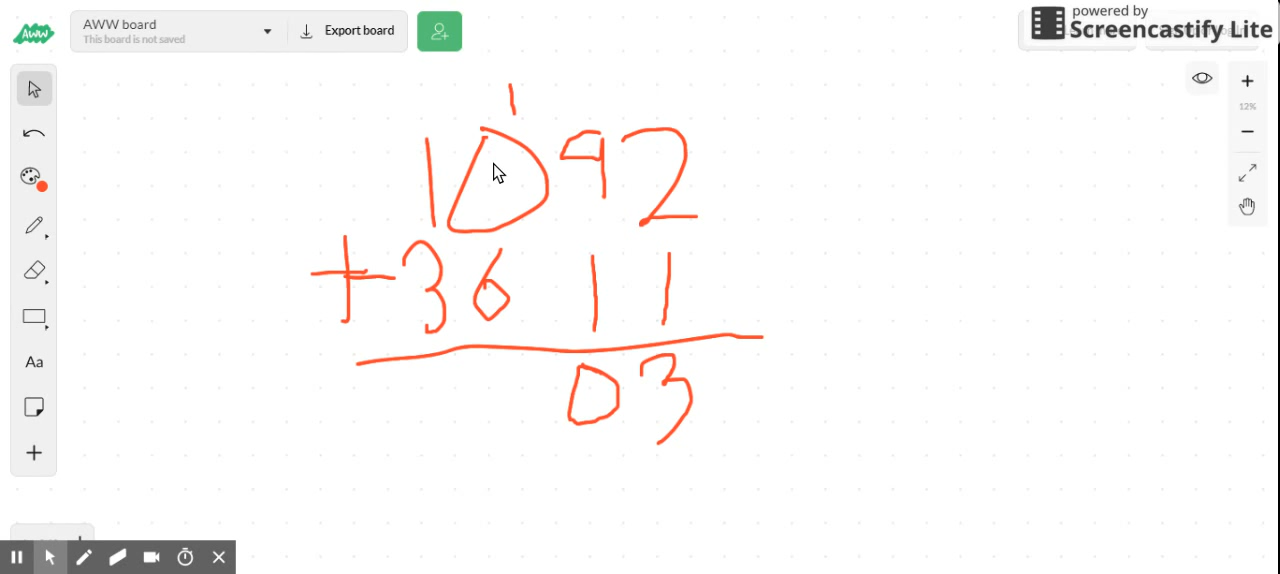 AWW
AWW board
This board is not saved
Export board
powered by
Screencastify Lite
12%
Aa
1
1092
+3611
03